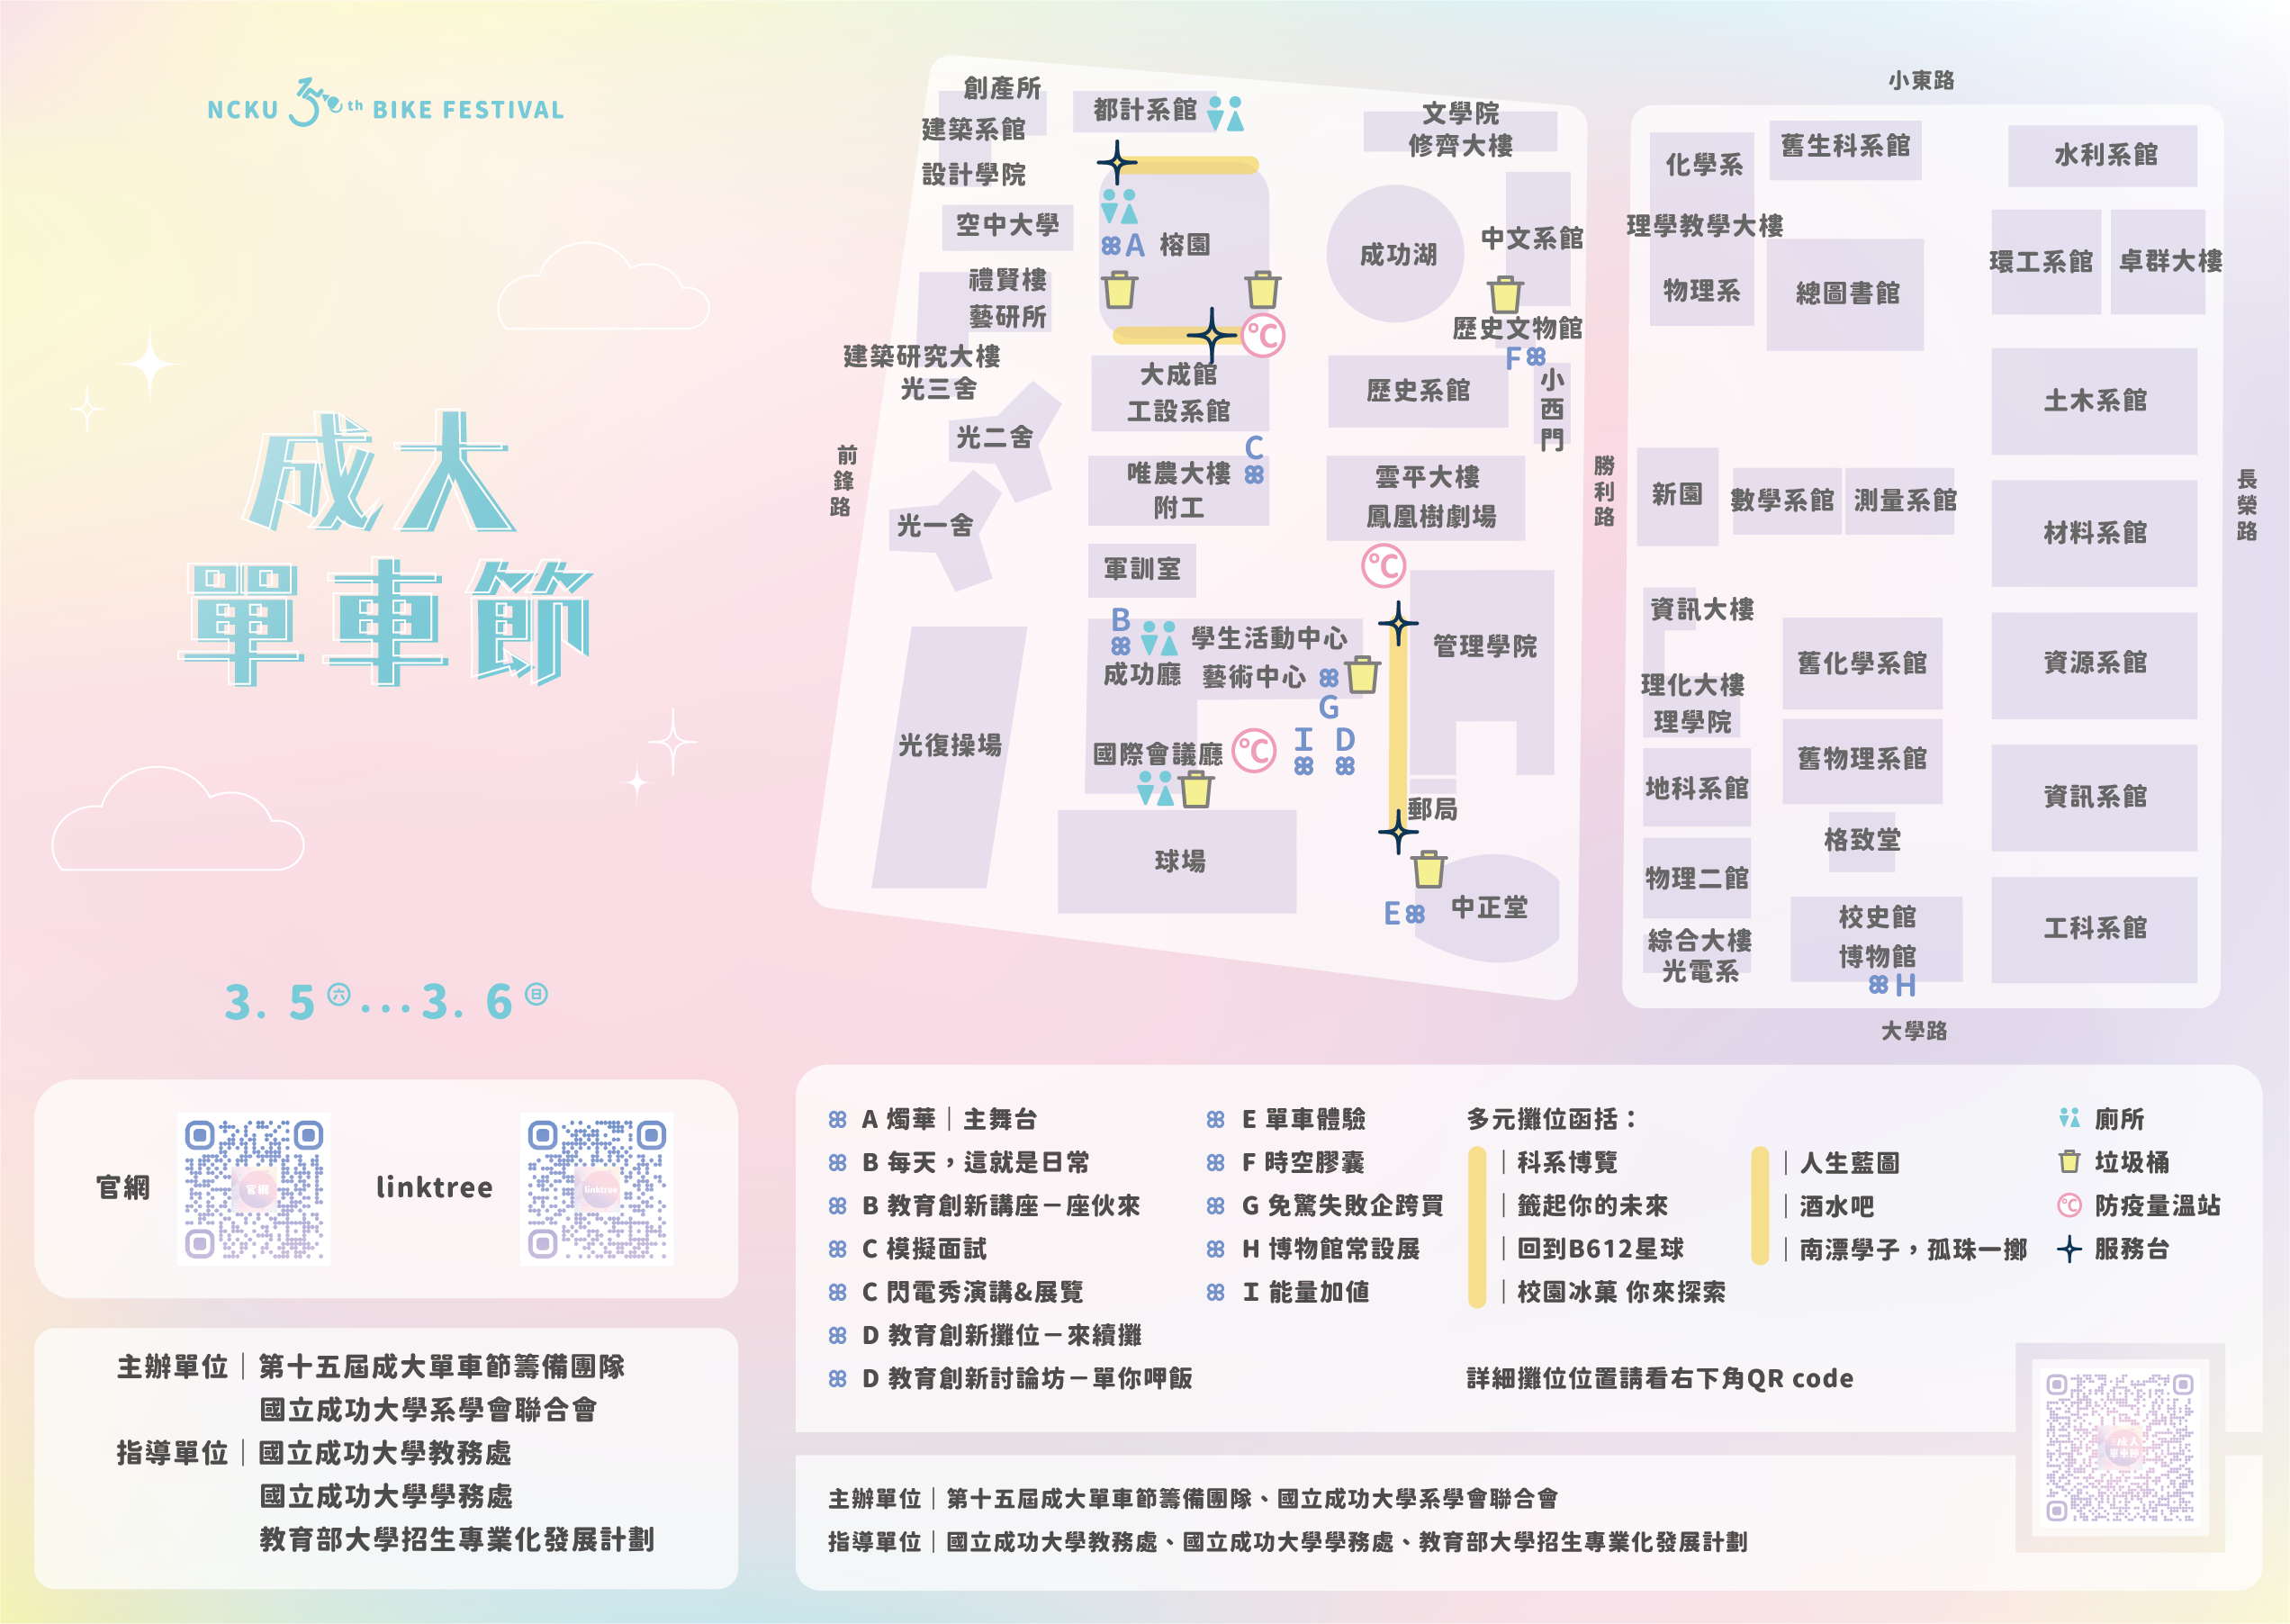 NCKU 30th BIKE FESTIVAL
成大
單車節
3. 5 六 ... 3. 6 日
官網
官網
linktree
linktree
主辦單位｜第十五屆成大單車節籌備團隊
國立成功大學系學會聯合會
指導單位｜國立成功大學教務處
國立成功大學學務處
教育部大學招生專業化發展計劃
創產所
建築系館
設計學院
都計系館
文學院
修齊大樓
空中大學
A
榕園
成功湖
中文系館
禮賢樓
藝研所
歷史文物館
F
建築研究大樓
光三舍
℃
大成館
工設系館
歷史系館
小西門
光二舍
C
唯農大樓
附工
雲平大樓
鳳凰樹劇場
前鋒路
勝利路
光一舍
軍訓室
℃
B
學生活動中心
成功廳
藝術中心
G
管理學院
光復操場
國際會議廳
℃
I
D
郵局
球場
E
中正堂
小東路
化學系
舊生科系館
水利系館
理學教學大樓
環工系館
卓群大樓
物理系
總圖書館
土木系館
新園
數學系館
測量系館
長榮路
材料系館
資訊大樓
舊化學系館
資源系館
理化大樓
理學院
舊物理系館
地科系館
資訊系館
格致堂
物理二館
校史館
博物館
H
工科系館
綜合大樓
光電系
大學路
A 燭華｜主舞台
B 每天，這就是日常
B 教育創新講座－座伙來
C 模擬面試
C 閃電秀演講&展覽
D 教育創新攤位－來續攤
D 教育創新討論坊－單你呷飯
E 單車體驗
F 時空膠囊
G 免驚失敗企跨買
H 博物館常設展
I 能量加值
多元攤位函括：
｜科系博覽
｜籤起你的未來
｜回到B612星球
｜校園冰菓 你來探索
｜人生藍圖
｜酒水吧
｜南漂學子，孤珠一擲
廁所
垃圾桶
℃ 防疫量溫站
服務台
詳細攤位位置請看右下角QR code
成大
單車節
主辦單位｜第十五屆成大單車節籌備團隊、國立成功大學系學會聯合會
指導單位｜國立成功大學教務處、國立成功大學學務處、教育部大學招生專業化發展計劃